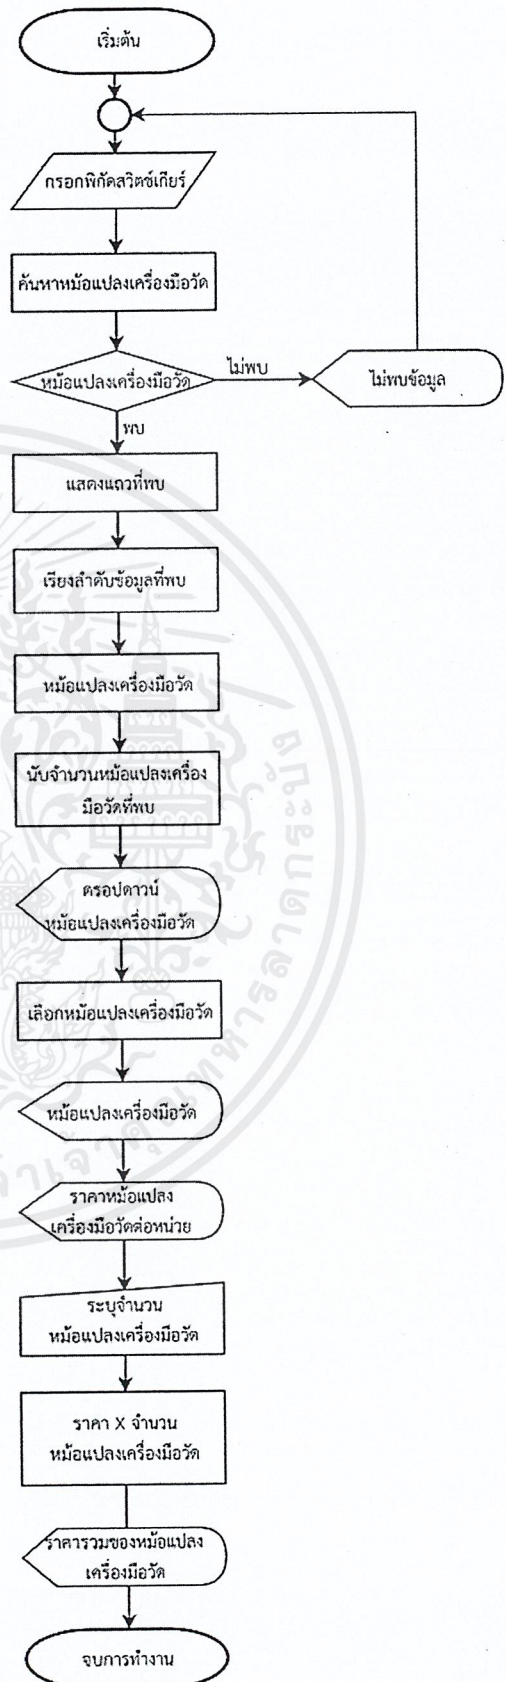 เริ่มต้น
กรอกพิกัดสวิตซ์เกียร์
ค้นหาหม้อแปลงเครื่องมือวัด
หม้อแปลงเครื่องมือวัด
ไม่พบ
ไม่พบข้อมูล
พบ
แสดงแถวที่พบ
เรียงลำดับข้อมูลที่พบ
หม้อแปลงเครื่องมือวัด
นับจำนวนหม้อแปลงเครื่อง
มือวัดที่พบ
ดรอปดาวน์
หม้อแปลงเครื่องมือวัด
เลือกหม้อแปลงเครื่องมือวัด
หม้อแปลงเครื่องมือวัด
ราคาหม้อแปลง
เครื่องมือวัดต่อหน่วย
ระบุจำนวน
หม้อแปลงเครื่องมือวัด
ราคา X จำนวน
หม้อแปลงเครื่องมือวัด
ราคารวมของหม้อแปลง
เครื่องมือวัด
จบการทำงาน